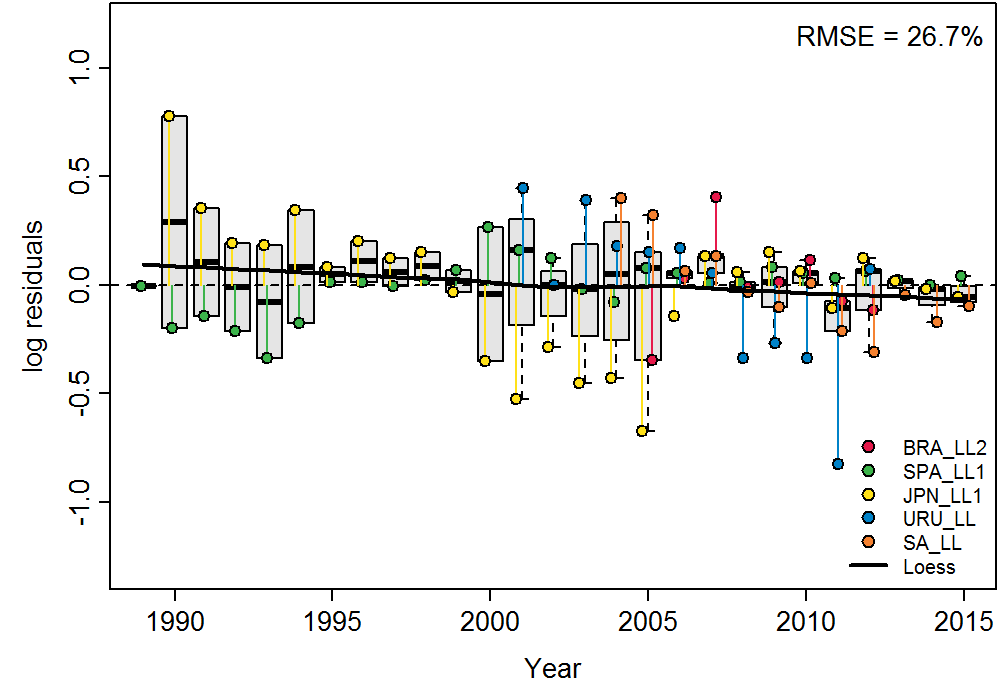 RMSE = 26.7%
1.0
0.5
0.0
-0.5
-1.0
log residuals
BRA_LL2
SPA_LL1
JPN_LL1
URU_LL
SA_LL
Loess
1990 1995 2000 2005 2010 2015
Year